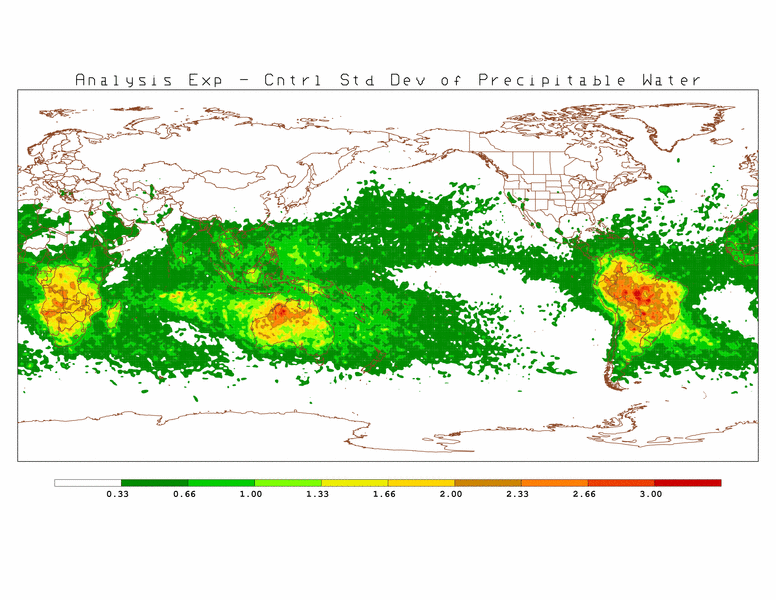 Analysis Exp - Cntrl Std Dev of Precipitable Water
0.33 0.66 1.00 1.33 1.66 2.00 2.33 2.66 3.00